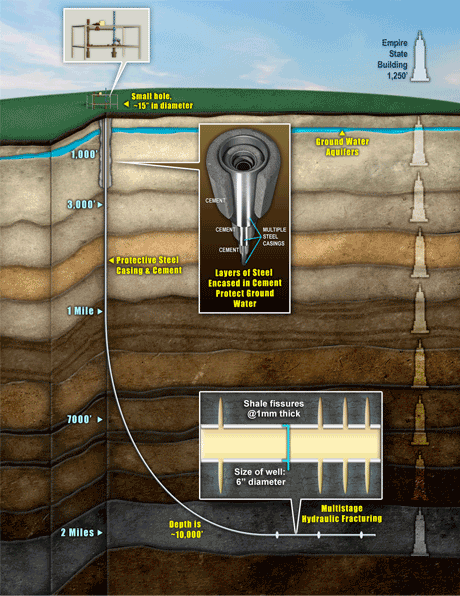 Empire
State
Building
1,250'
Small hole,
~15" in diameter
Ground Water
Aquifers
1,000'
3,000'
CEMENT
CEMENT
CEMENT
MULTIPLE
STEEL
CASINGS
Layers of Steel
Encased in Cement
Protect Ground
Water
Protective Steel
Casing & Cement
1 Mile
7000'
Shale fissures
@1mm thick
Size of well:
6" diameter
Multistage
Hydraulic Fracturing
Depth is
~10,000'
2 Miles